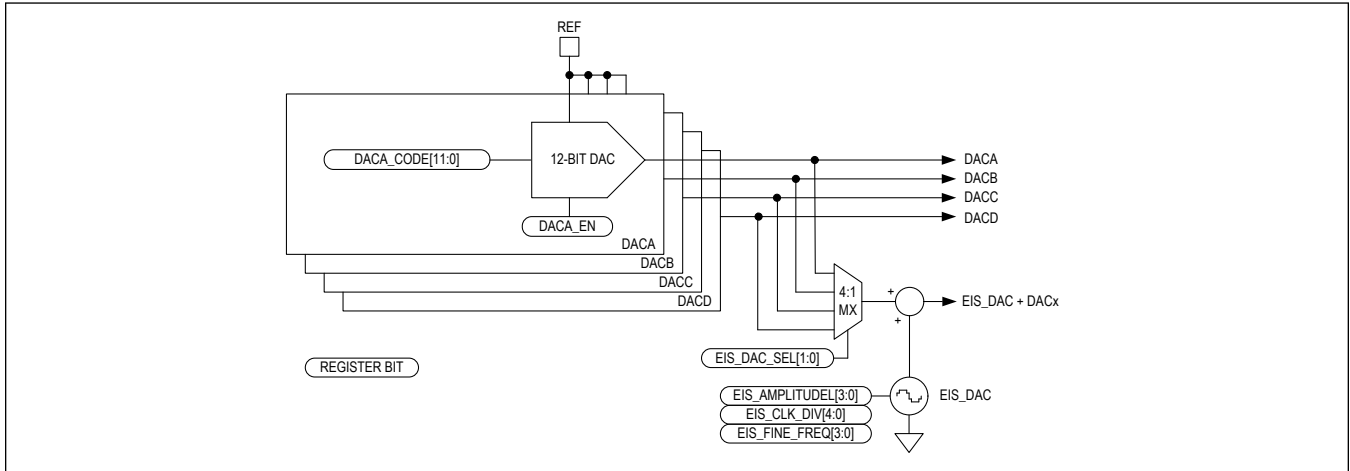 REF
DACA_CODE[11:0]
12-BIT DAC
DACA_EN
DACA
DACB
DACC
DACD
DACA
DACB
DACC
DACD
4:1
MX
+
+
EIS_DAC + DACx
EIS_DAC_SEL[1:0]
REGISTER BIT
EIS_AMPLITUDEL[3:0]
EIS_CLK_DIV[4:0]
EIS_FINE_FREQ[3:0]
EIS_DAC